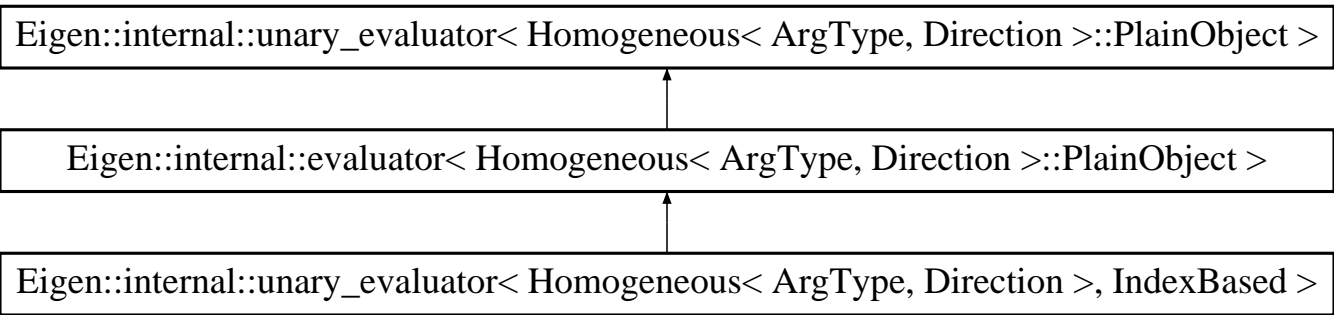 Eigen::internal::unary_evaluator< Homogeneous< ArgType, Direction >::PlainObject >
Eigen::internal::evaluator< Homogeneous< ArgType, Direction >::PlainObject >
Eigen::internal::unary_evaluator< Homogeneous< ArgType, Direction >, IndexBased >